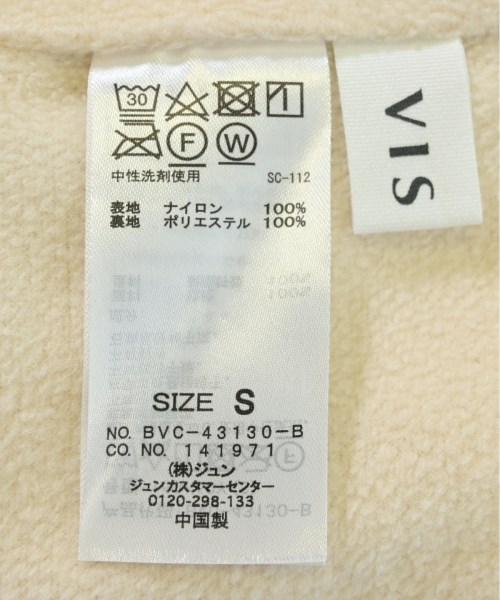 VIS
30
F W
中性洗剤使用 SC-112
表地 ナイロン 100%
裏地 ポリエステル 100%
SIZE S
NO. BVC-43130-B
CO. NO. 141971
(株)ジュン
ジュンカスタマーセンター
0120-298-133
中国製